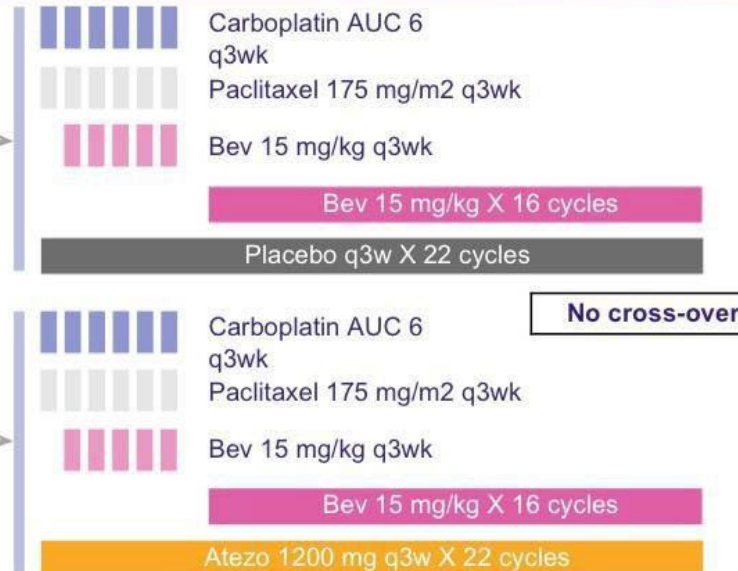 Carboplatin AUC 6
q3wk
Paclitaxel 175 mg/m2 q3wk
Bev 15 mg/kg q3wk
Bev 15 mg/kg X 16 cycles
Placebo q3w X 22 cycles
No cross-over
Carboplatin AUC 6
q3wk
Paclitaxel 175 mg/m2 q3wk
Bev 15 mg/kg q3wk
Bev 15 mg/kg X 16 cycles
Atezo 1200 mg q3w X 22 cycles